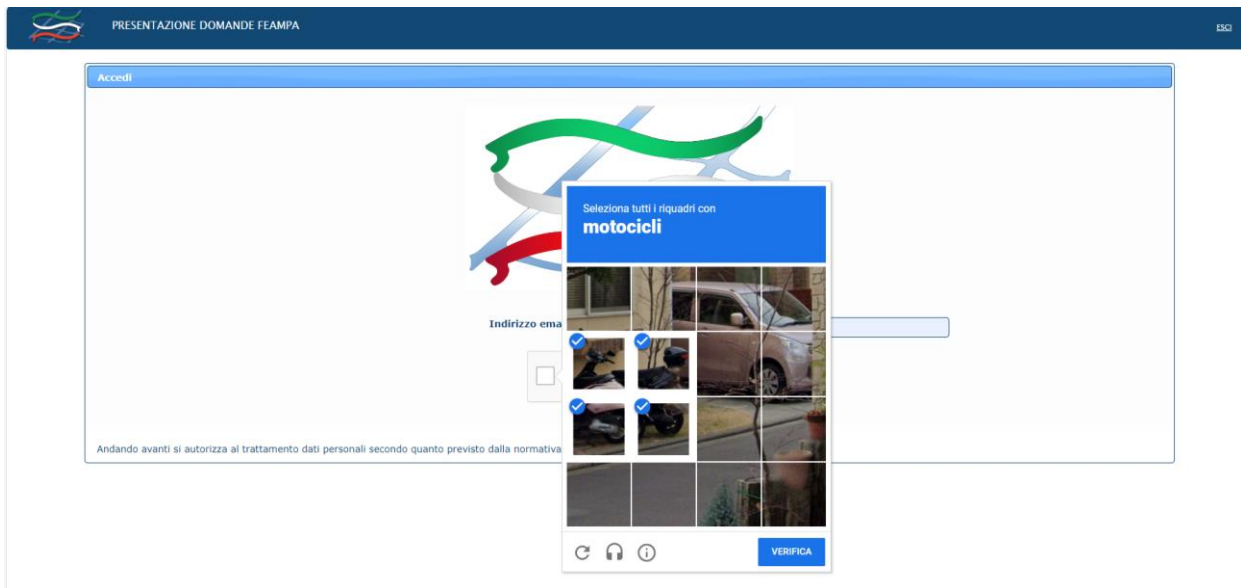 PRESENTAZIONE DOMANDE FEAMPA
ESCI
Accedi
Seleziona tutti i riquadri con
motocicli
Indirizzo ema
Andando avanti si autorizza al trattamento dati personali secondo quanto previsto dalla normativa
VERIFICA